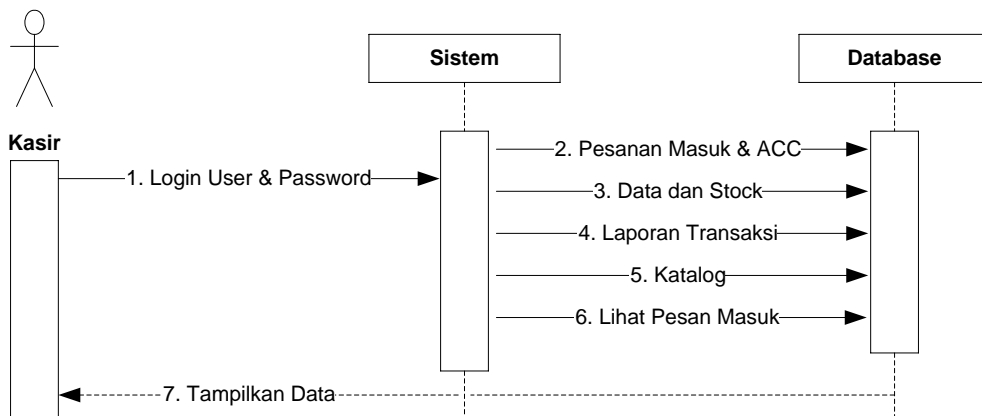 Sistem
Database
Kasir
1. Login User & Password
2. Pesanan Masuk & ACC
3. Data dan Stock
4. Laporan Transaksi
5. Katalog
6. Lihat Pesan Masuk
7. Tampilkan Data